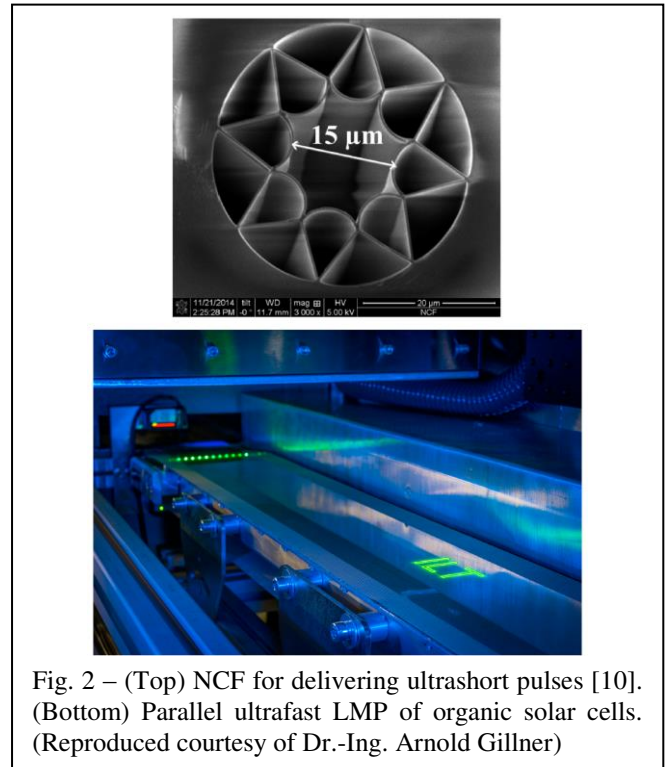 15 μm
11/21/2014 tilt WD mag HV 20 μm
2:25:28 PM -0 ° 11.7 mm 3 000 x 5.00 kV NCF
ILT
Fig. 2 – (Top) NCF for delivering ultrashort pulses [10].
(Bottom) Parallel ultrafast LMP of organic solar cells.
(Reproduced courtesy of Dr.-Ing. Arnold Gillner)